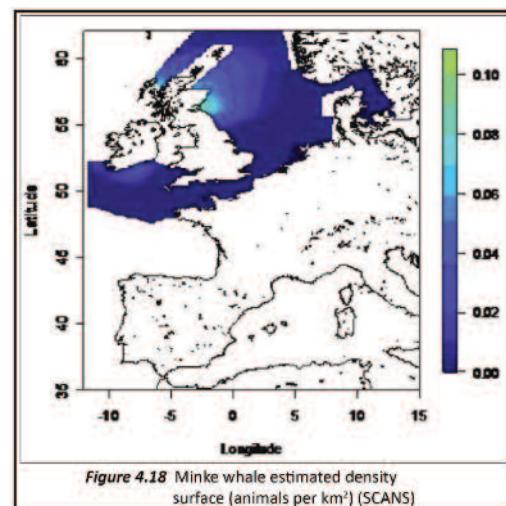 60
55
50
45
40
35
Latitude
0.10
0.08
0.06
0.04
0.02
0.00
-10 -5 0 5 10 15
Longitude
Figure 4.18 Minke whale estimated density
surface (animals per km²) (SCANS)